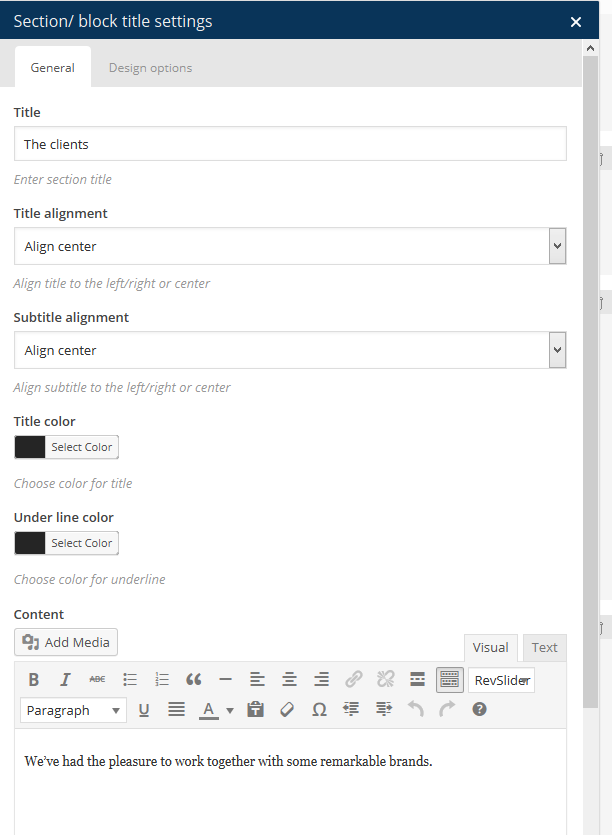 Section/ block title settings
General Design options
Title
The clients
Enter section title
Title alignment
Align center
Align title to the left/right or center
Subtitle alignment
Align center
Align subtitle to the left/right or center
Title color
Select Color
Choose color for title
Under line color
Select Color
Choose color for underline
Content
Add Media Visual Text
B I ABC RevSlider
Paragraph U A T Ω ?
We've had the pleasure to work together with some remarkable brands.